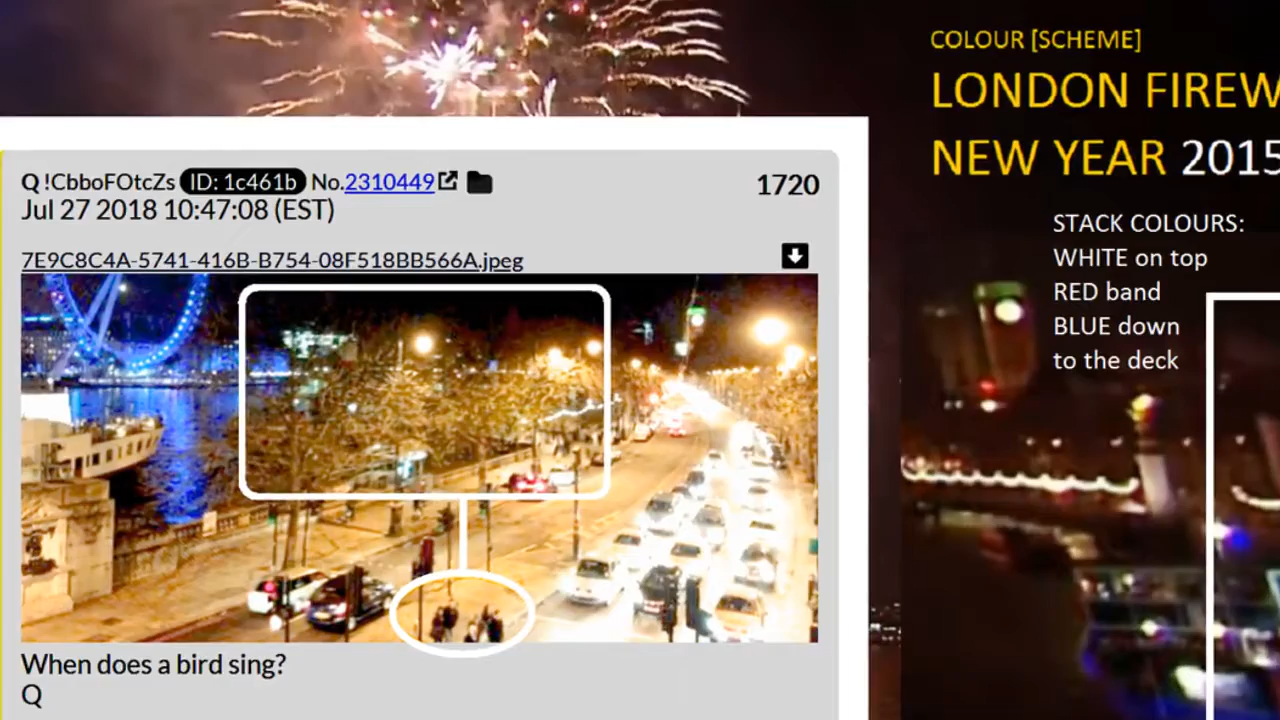 Q !CbboFOtcZs ID: 1c461b No.2310449 1720
Jul 27 2018 10:47:08 (EST)
7E9C8C4A-5741-416B-B754-08F518BB566A.jpeg
When does a bird sing?
Q
COLOUR [SCHEME]
LONDON FIREW
NEW YEAR 2015
STACK COLOURS:
WHITE on top
RED band
BLUE down
to the deck